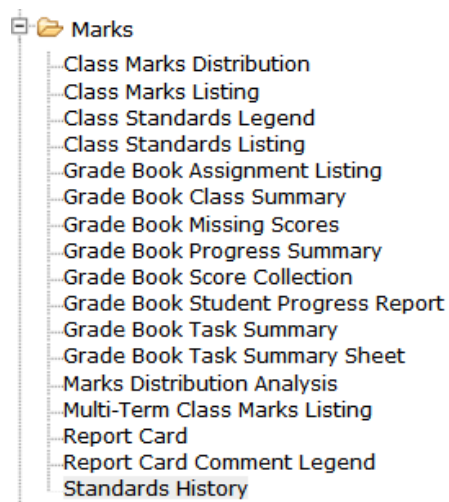 Marks
Class Marks Distribution
Class Marks Listing
Class Standards Legend
Class Standards Listing
Grade Book Assignment Listing
Grade Book Class Summary
Grade Book Missing Scores
Grade Book Progress Summary
Grade Book Score Collection
Grade Book Student Progress Report
Grade Book Task Summary
Grade Book Task Summary Sheet
Marks Distribution Analysis
Multi-Term Class Marks Listing
Report Card
Report Card Comment Legend
Standards History